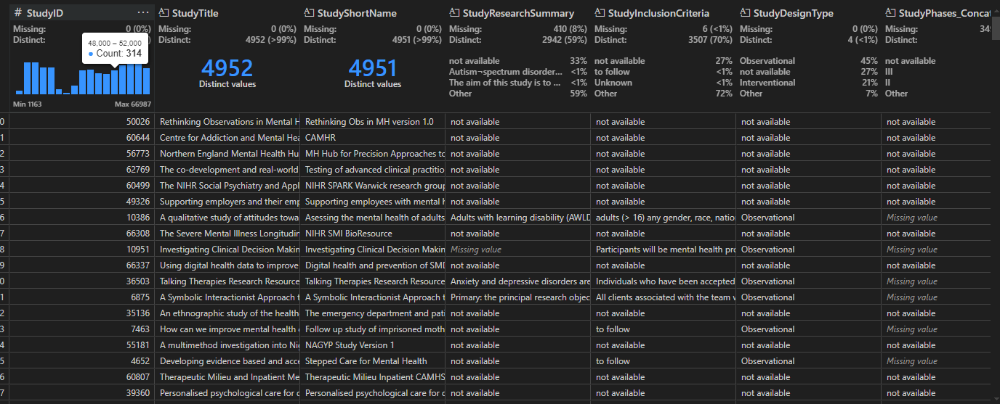 # StudyID ... StudyTitle StudyShortName StudyResearchSummary StudyInclusionCriteria StudyDesignType StudyPhases_Concat
Missing: 0 (0%) Missing: 0 (0%) Missing: 0 (0%) Missing: 410 (8%) Missing: 6 (<1%) Missing: 0 (0%) Missing: 349
Distinct: Distinct: 4952 (>99%) Distinct: 4951 (>99%) Distinct: 2942 (59%) Distinct: 3507 (70%) Distinct: 4 (<1%) Distinct:
48,000 – 52,000
Count: 314
4952
Distinct values
4951
Distinct values
not available 33%
Autism¬spectrum disorder... <1%
The aim of this study is to ... <1%
Other 59%
not available 27%
to follow <1%
Unknown <1%
Other 72%
Observational 45%
not available 27%
Interventional 21%
Other 7%
not available
III
II
Other
Min 1163 Max 66987
0 50026 Rethinking Observations in Mental H Rethinking Obs in MH version 1.0 not available not available not available not available
1 60644 Centre for Addiction and Mental Hea CAMHR not available not available not available not available
2 56773 Northern England Mental Health Hu MH Hub for Precision Approaches to not available not available not available not available
3 62769 The co-development and real-world Testing of advanced clinical practitio not available not available not available not available
4 60499 The NIHR Social Psychiatry and Appl NIHR SPARK Warwick research group not available not available not available not available
5 49326 Supporting employers and their emp Supporting employees with mental h not available not available not available not available
6 10386 A qualitative study of attitudes towa Asessing the mental health of adults Adults with learning disability (AWLD adults (> 16) any gender, race, natio Observational Missing value
7 66308 The Severe Mental Illness Longitudin NIHR SMI BioResource not available not available not available not available
8 10951 Investigating Clinical Decision Makin Investigating Clinical Decision Makin Missing value Participants will be mental health pro Observational Missing value
9 66337 Using digital health data to improve Digital health and prevention of SMI not available not available not available not available
0 36503 Talking Therapies Research Resource Talking Therapies Research Resource Anxiety and depressive disorders are Individuals who have been accepted Observational Missing value
1 6875 A Symbolic Interactionist Approach t A Symbolic Interactionist Approach t Primary: the principal research objec All clients associated with the team w Observational Missing value
2 35136 An ethnographic study of the health The emergency department and pati not available not available not available not available
3 7463 How can we improve mental health Follow up study of imprisoned moth not available to follow Observational Missing value
4 55181 A multimethod investigation into Ni NAGYP Study Version 1 not available not available not available not available
5 4652 Developing evidence based and acce Stepped Care for Mental Health not available to follow Observational Missing value
6 60807 Therapeutic Milieu and Inpatient Me Therapeutic Milieu Inpatient CAMHS not available not available not available not available
7 39360 Personalised psychological care for Personalised psychological care for not available not available not available not available